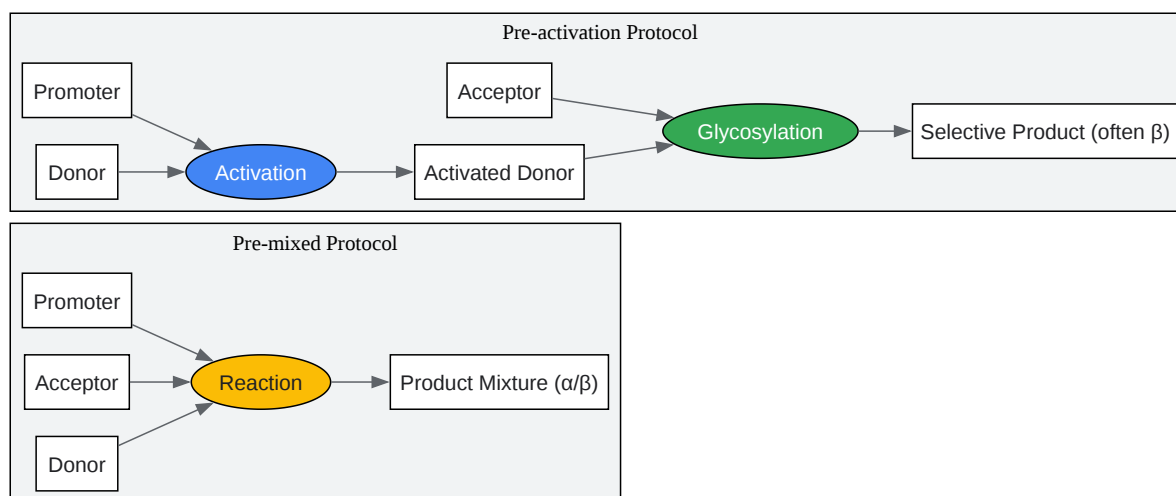 Pre-activation Protocol
Promoter
Acceptor
Glycosylation
Selective Product (often β)
Donor
Activation
Activated Donor
Pre-mixed Protocol
Promoter
Acceptor
Reaction
Product Mixture (α/β)
Donor